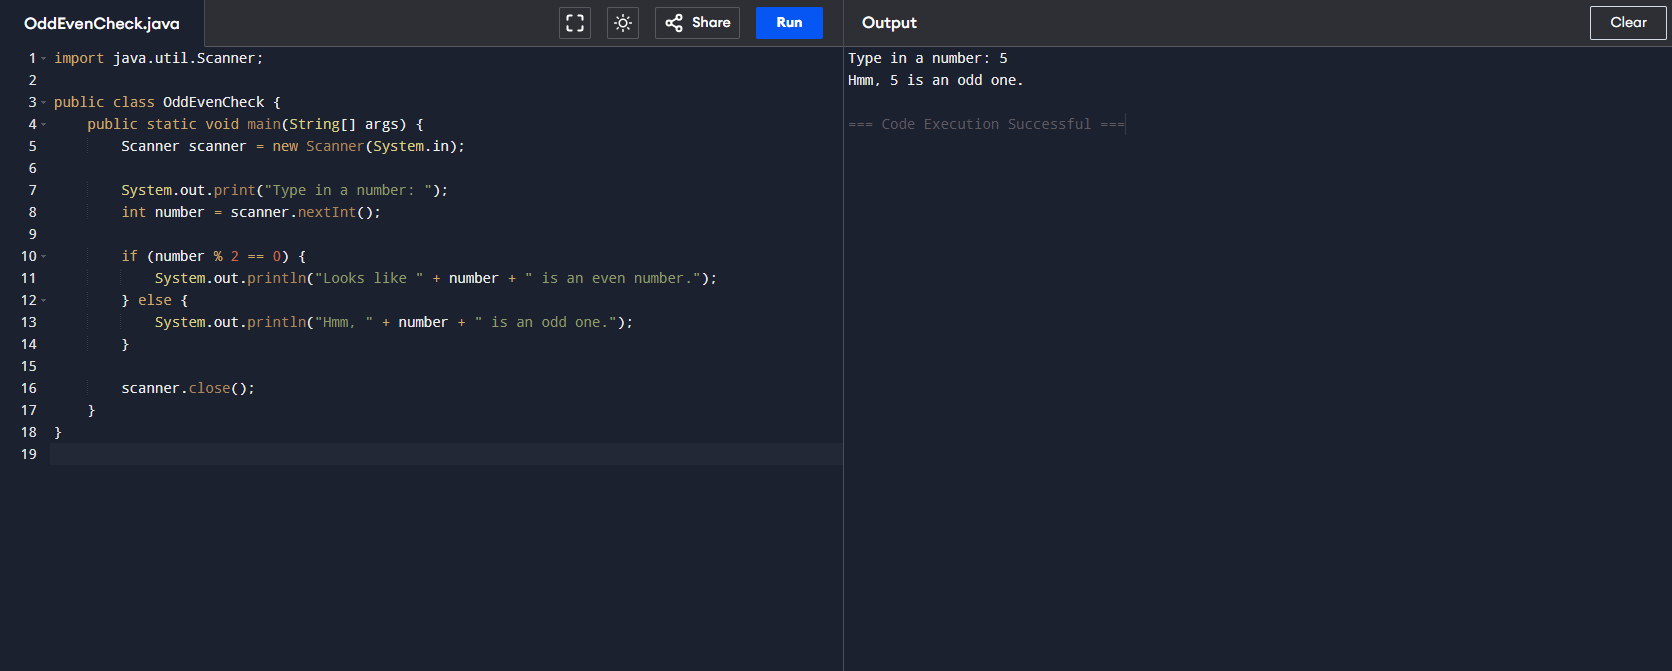 OddEvenCheck.java
Share
Run
Output
Clear
1 import java.util.Scanner;
2
3 public class OddEvenCheck {
4     public static void main(String[] args) {
5         Scanner scanner = new Scanner(System.in);
6
7         System.out.print("Type in a number: ");
8         int number = scanner.nextInt();
9
10         if (number % 2 == 0) {
11             System.out.println("Looks like " + number + " is an even number.");
12         } else {
13             System.out.println("Hmm, " + number + " is an odd one.");
14         }
15
16         scanner.close();
17     }
18 }
19
Type in a number: 5
Hmm, 5 is an odd one.
=== Code Execution Successful ===